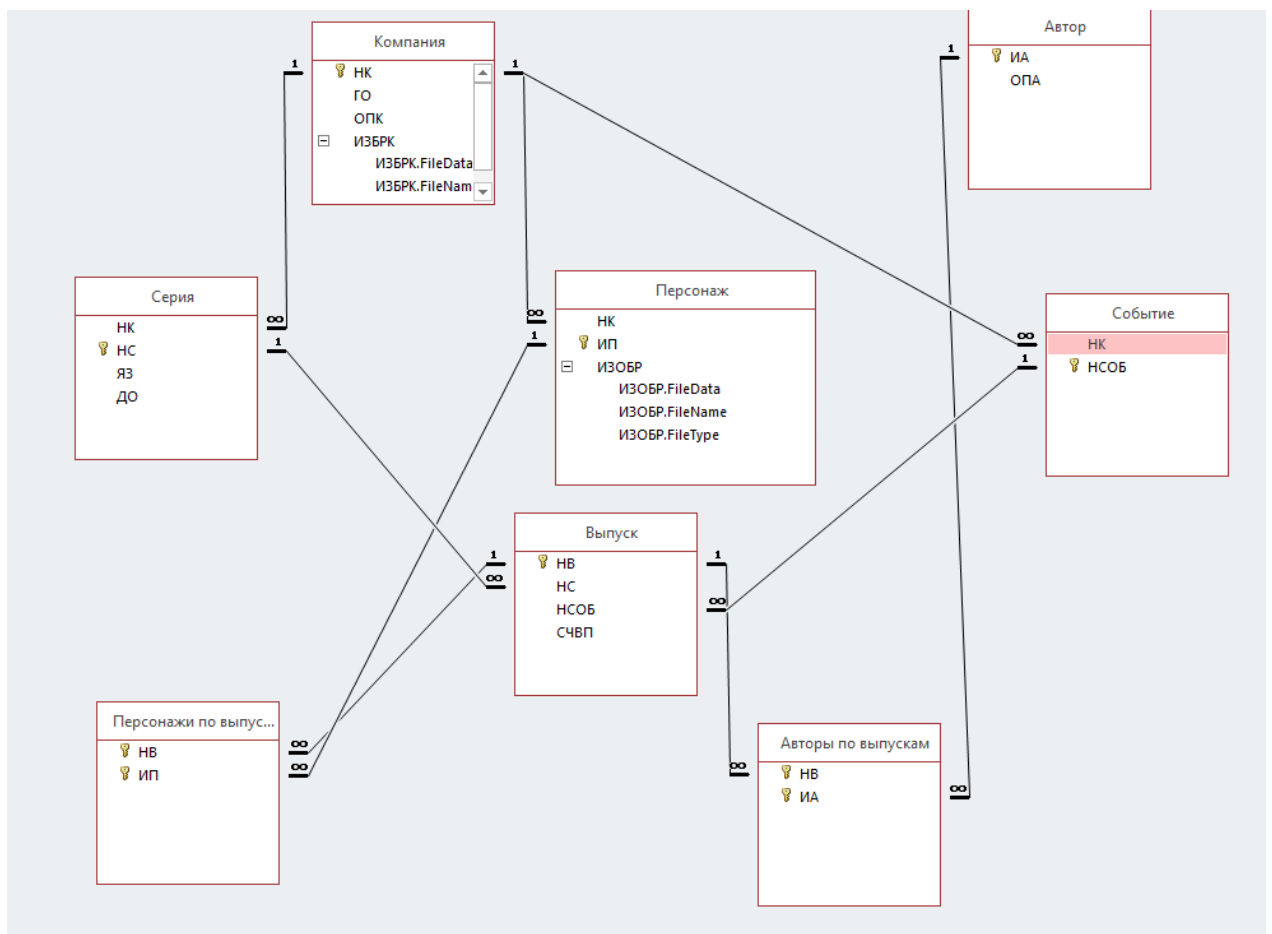 Компания
1
НК
1
ГО
ОПК
ИЗБРК
ИЗБРК.FileData
ИЗБРК.FileNam
Автор
1
ИА
ОПА
Серия
НК
∞
НС
1
ЯЗ
ДО
Персонаж
∞
НК
1
ИП
ИЗОБР
ИЗОБР.FileData
ИЗОБР.FileName
ИЗОБР.FileType
Событие
∞
НК
1
НСОБ
Выпуск
1
НВ
1
∞
НС
НСОБ
∞
СЧВП
Персонажи по выпус...
НВ
∞
ИП
∞
Авторы по выпускам
∞
НВ
ИА
∞